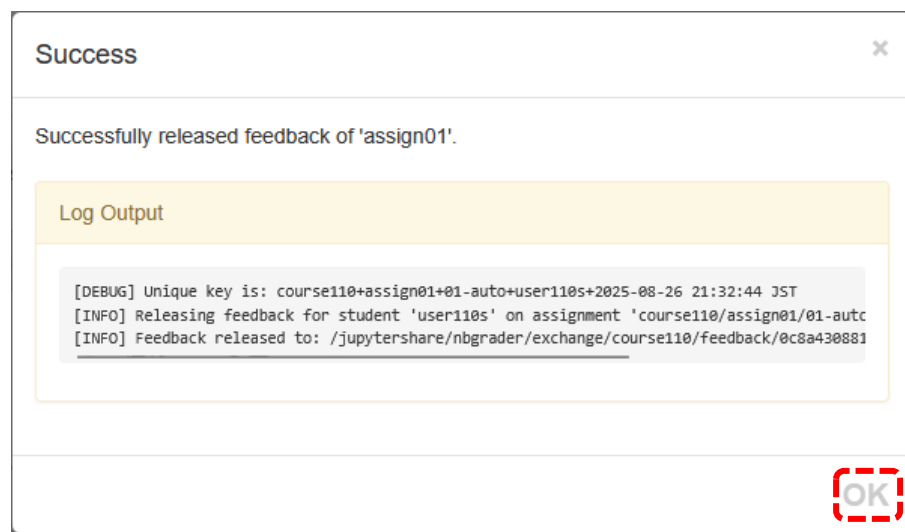 Success
×
Successfully released feedback of 'assign01'.
Log Output
[DEBUG] Unique key is: course110+assign01+01-auto+user110s+2025-08-26 21:32:44 JST
[INFO] Releasing feedback for student 'user110s' on assignment 'course110/assign01/01-auto
[INFO] Feedback released to: /jupytershare/nbgrader/exchange/course110/feedback/0c8a430881
OK